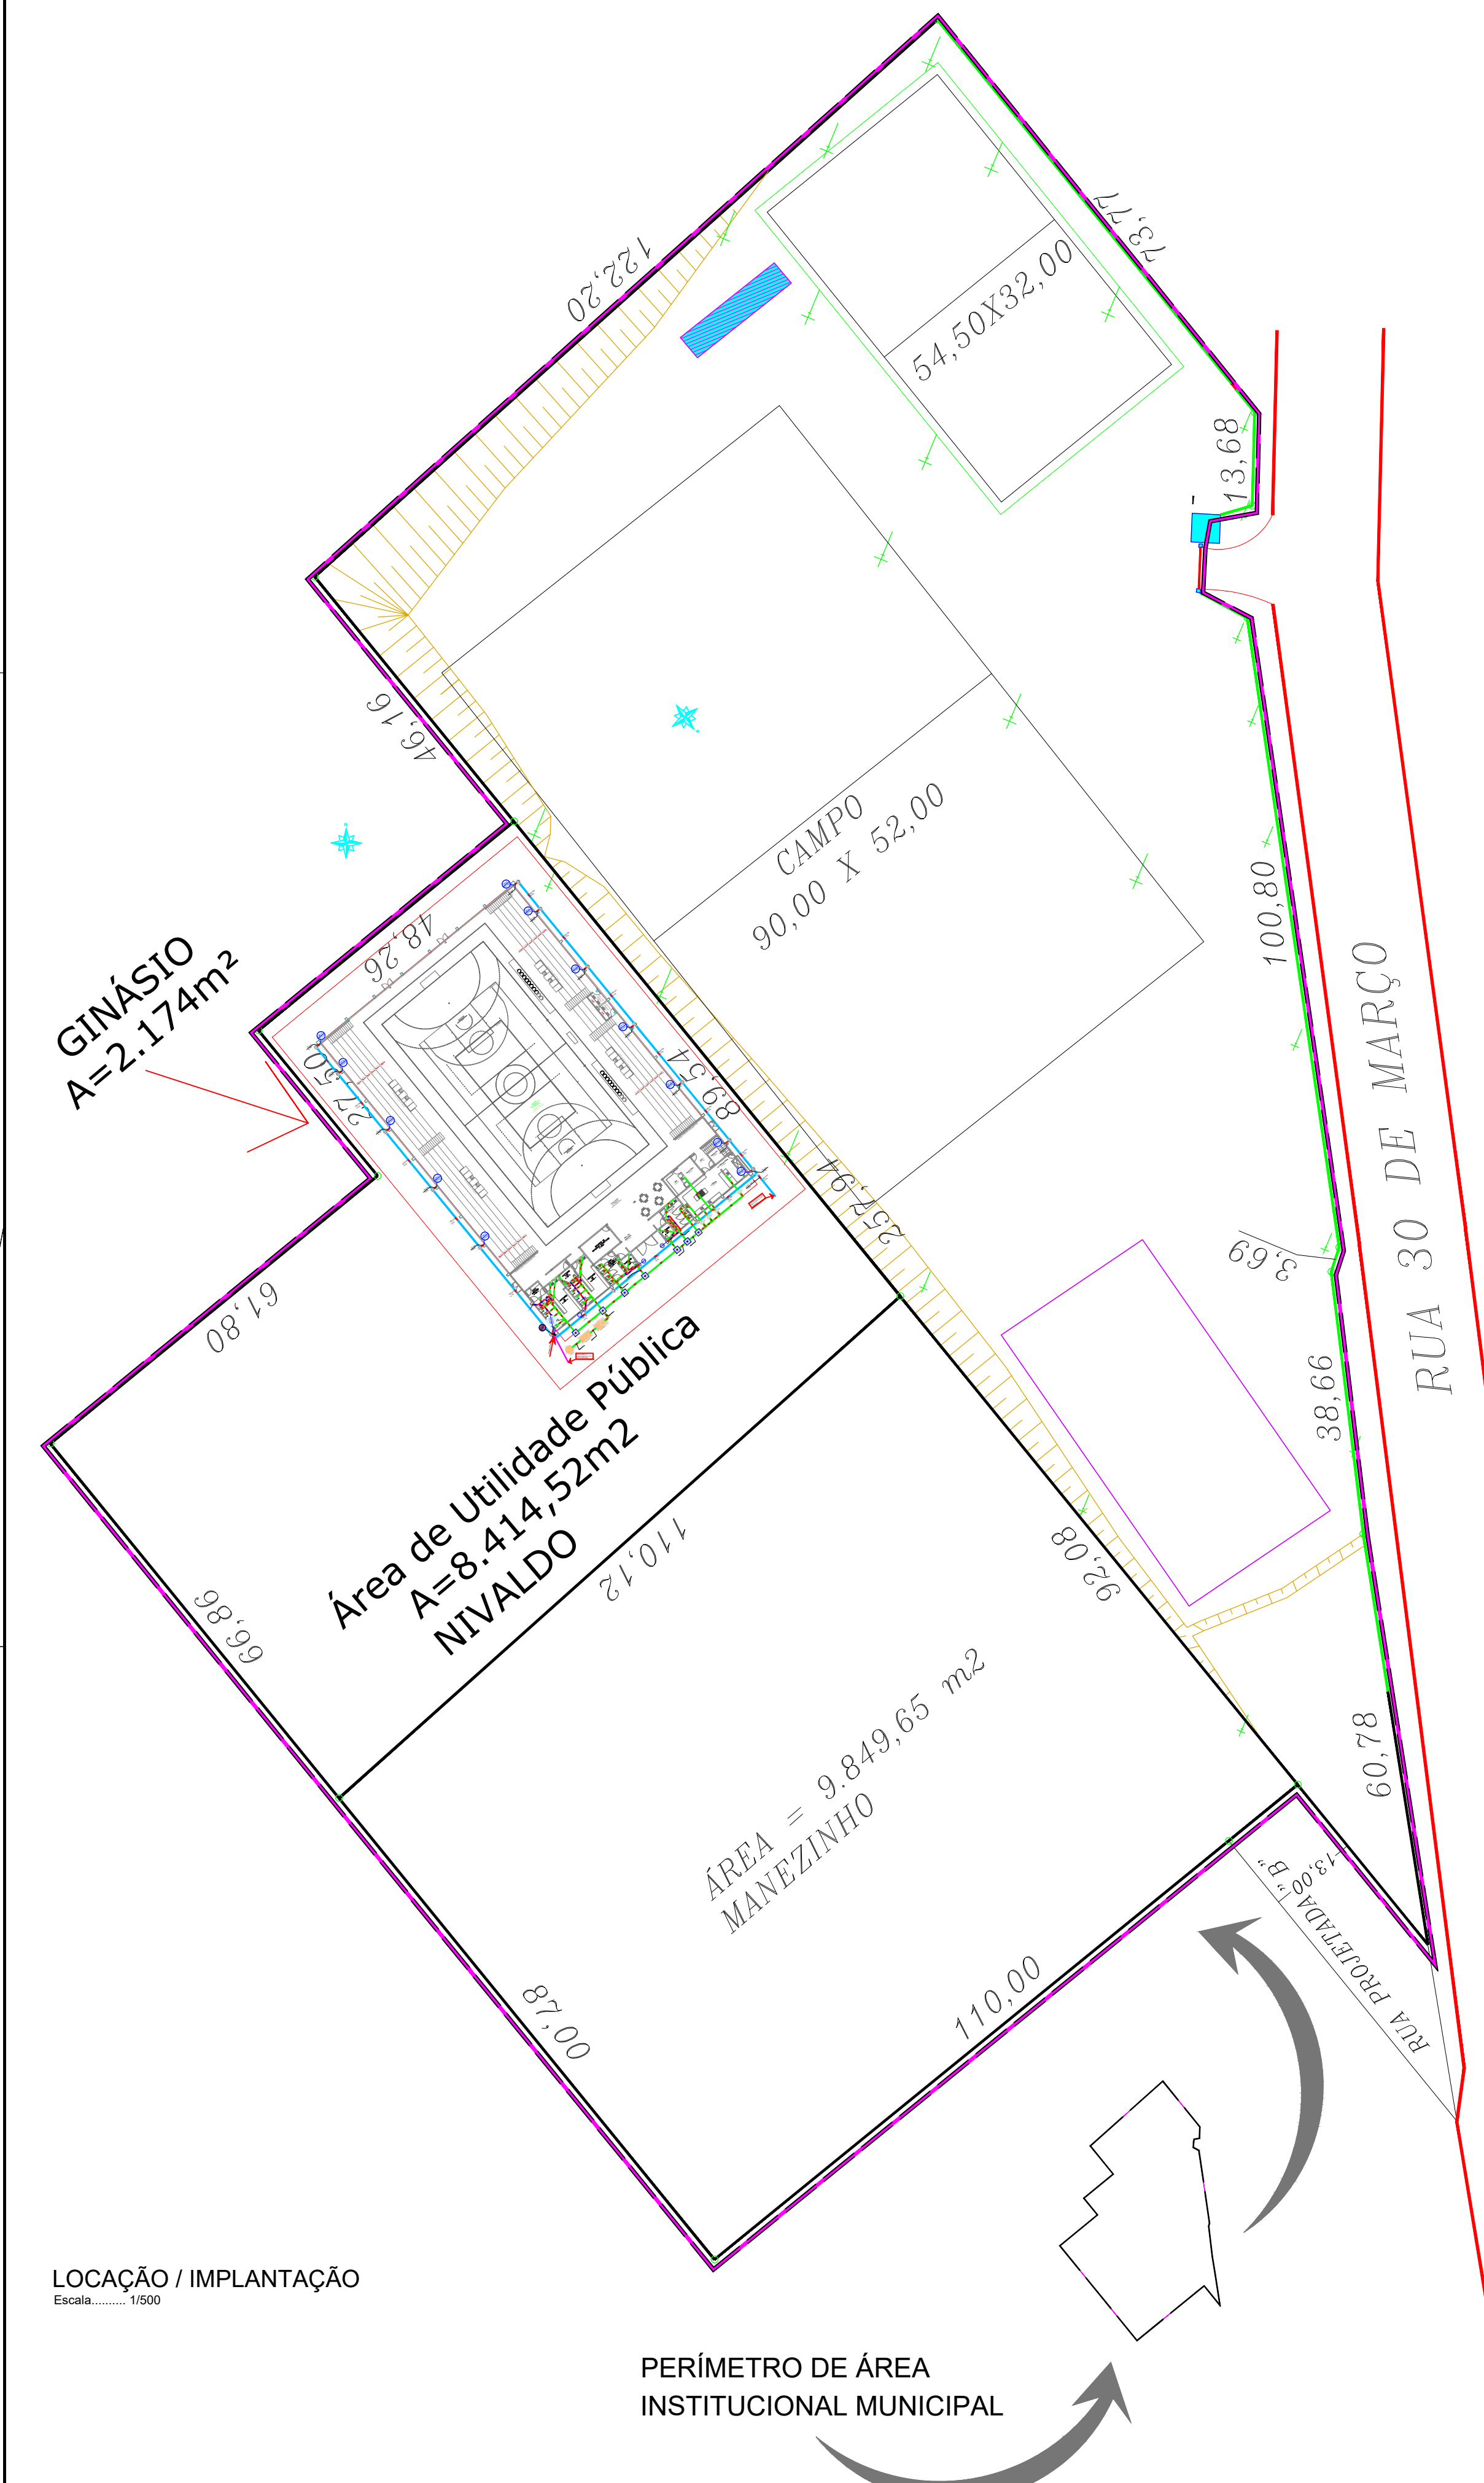 122,20
73,77
54,50X32,00
13,68
46,16
CAMPO
90,00 X 52,00
100,80
48,26
GINÁSIO
A=2.174m²
27,50
89,54
257,94
RUA 30 DE MARÇO
3,69
61,80
38,66
Área de Utilidade Pública
A=8.414,52m2
NIVALDO
110,12
92,08
66,86
60,78
ÁREA = 9.849,65 m2
MANEZINHO
13,00
RUA PROJETADA "B"
82,00
110,00
LOCAÇÃO / IMPLANTAÇÃO
Escala.......... 1/500
PERÍMETRO DE ÁREA
INSTITUCIONAL MUNICIPAL